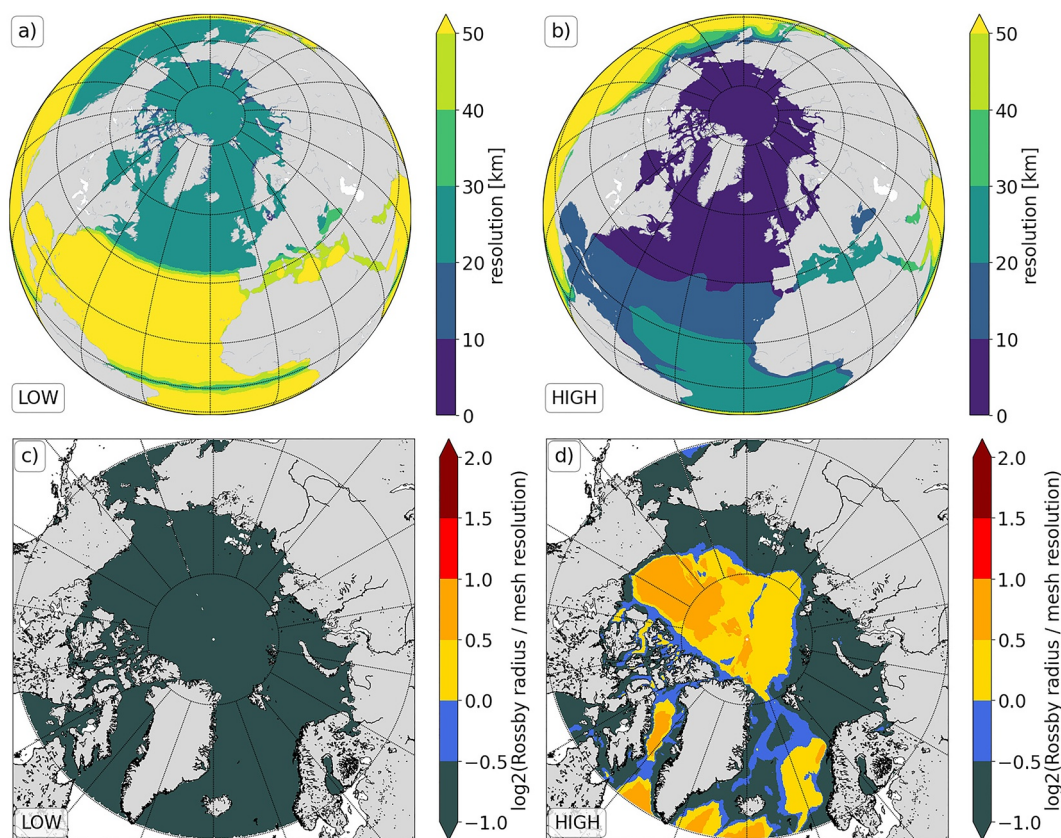 a)
LOW
50
40
30
20
10
0
resolution [km]
b)
HIGH
50
40
30
20
10
0
resolution [km]
c)
LOW
2.0
1.5
1.0
0.5
0.0
−0.5
−1.0
log2(Rossby radius / mesh resolution)
d)
HIGH
2.0
1.5
1.0
0.5
0.0
−0.5
−1.0
log2(Rossby radius / mesh resolution)